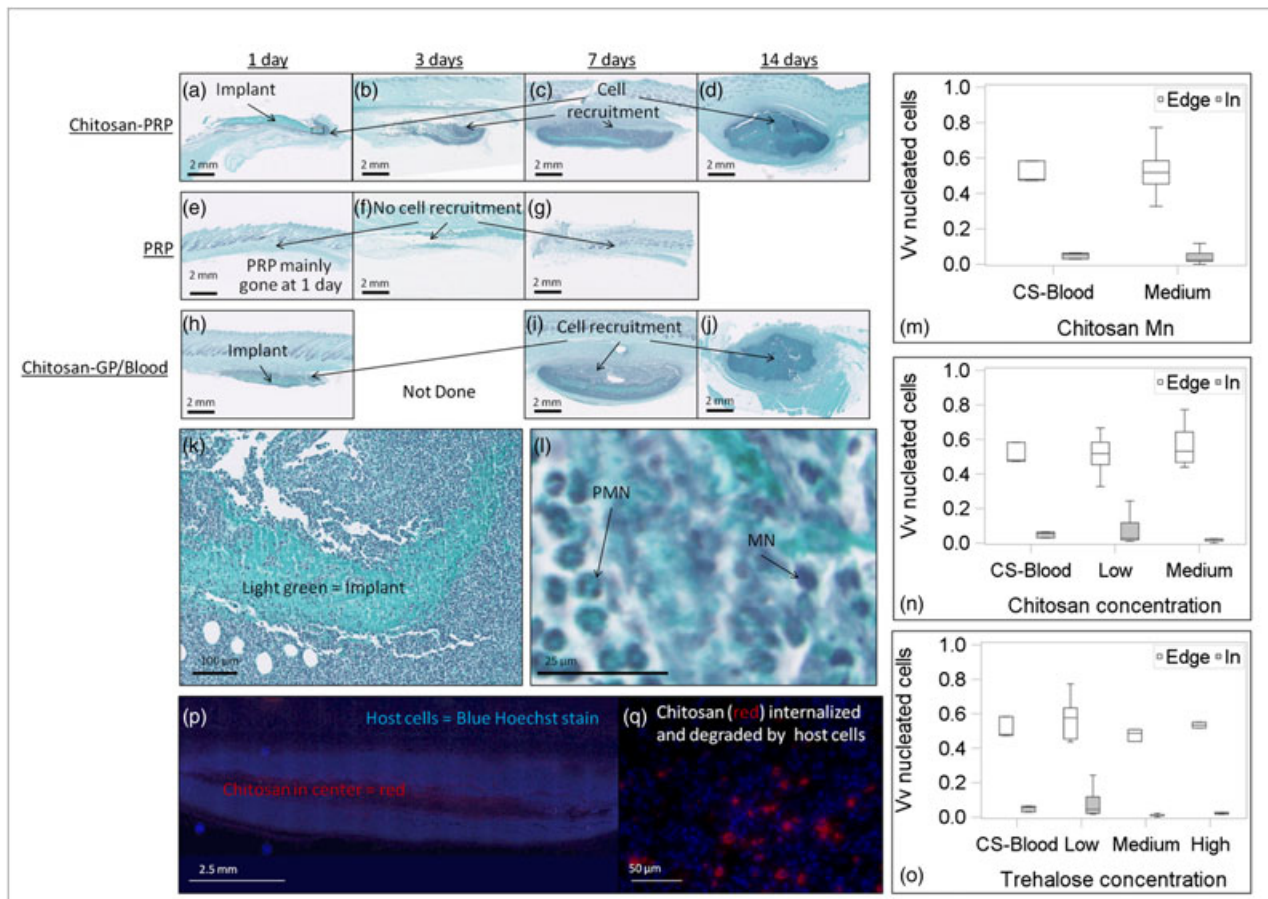 1 day
3 days
7 days
14 days
Chitosan-PRP
(a)
Implant
2 mm
(b)
2 mm
(c)
Cell
recruitment
2 mm
(d)
2 mm
PRP
(e)
PRP mainly
gone at 1 day
2 mm
(f)
No cell recruitment
2 mm
(g)
2 mm
Chitosan-GP/Blood
(h)
Implant
2 mm
Not Done
(i)
Cell recruitment
2 mm
(j)
2 mm
(k)
Light green = Implant
100 µm
(l)
PMN
MN
25 µm
(p)
Host cells = Blue Hoechst stain
Chitosan in center = red
2.5 mm
(q)
Chitosan (red) internalized
and degraded by host cells
50 µm
Edge In
Vv nucleated cells
1.0
0.8
0.6
0.4
0.2
0.0
CS-Blood Medium
(m) Chitosan Mn
Edge In
Vv nucleated cells
1.0
0.8
0.6
0.4
0.2
0.0
CS-Blood Low Medium
(n) Chitosan concentration
Edge In
Vv nucleated cells
1.0
0.8
0.6
0.4
0.2
0.0
CS-Blood Low Medium High
(o) Trehalose concentration